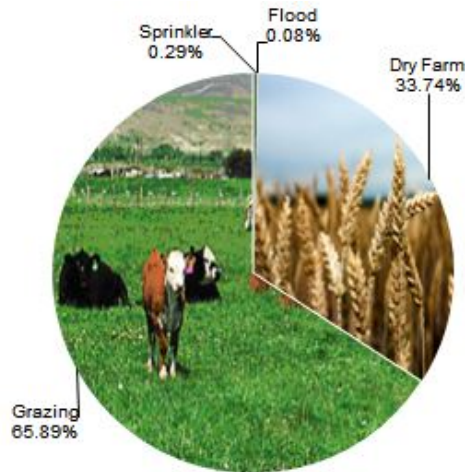 Flood
0.08%
Sprinkler
0.29%
Dry Farm
33.74%
Grazing
65.89%